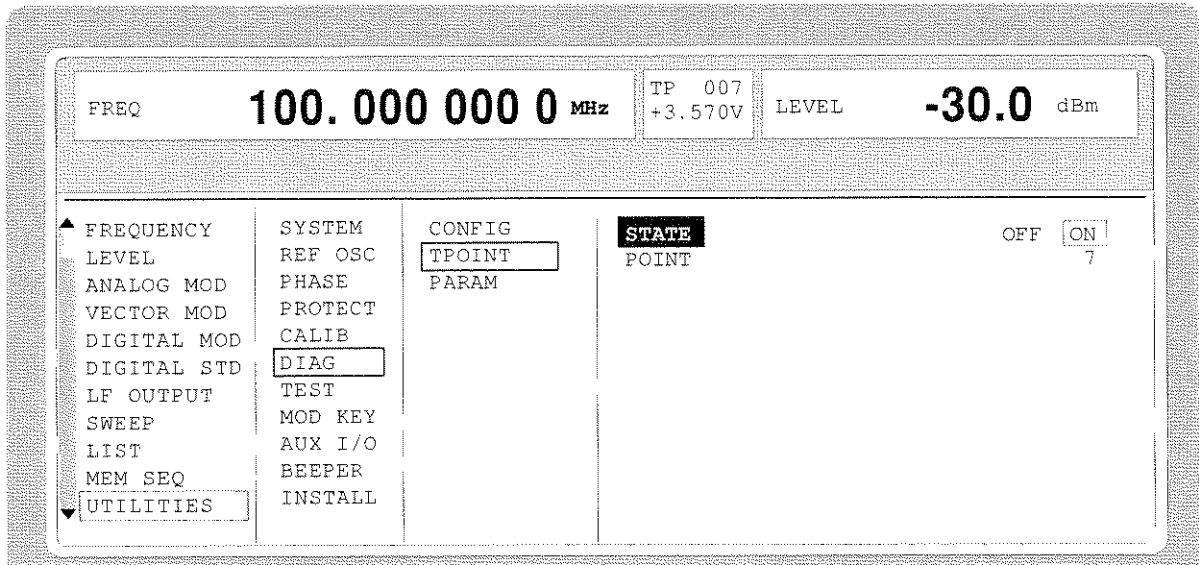 FREQ 100. 000 000 0 MHz
TP 007
+3.570V
LEVEL -30.0 dBm
FREQUENCY
LEVEL
ANALOG MOD
VECTOR MOD
DIGITAL MOD
DIGITAL STD
LF OUTPUT
SWEEP
LIST
MEM SEQ
UTILITIES
SYSTEM
REF OSC
PHASE
PROTECT
CALIB
DIAG
TEST
MOD KEY
AUX I/O
BEEPER
INSTALL
CONFIG
TPOINT
PARAM
STATE OFF ON
POINT 7